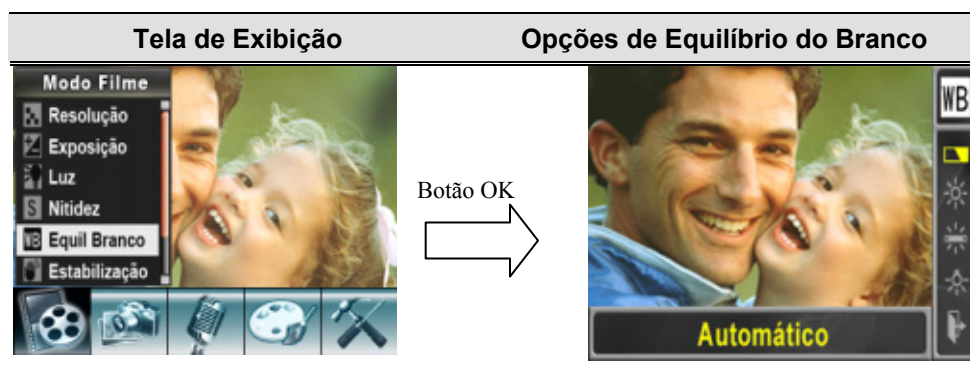 Tela de Exibição
Opções de Equilíbrio do Branco
Modo Filme
Resolução
Exposição
Luz
S Nitidez
WB Equil Branco
Estabilização
Botão OK
WB
Automático